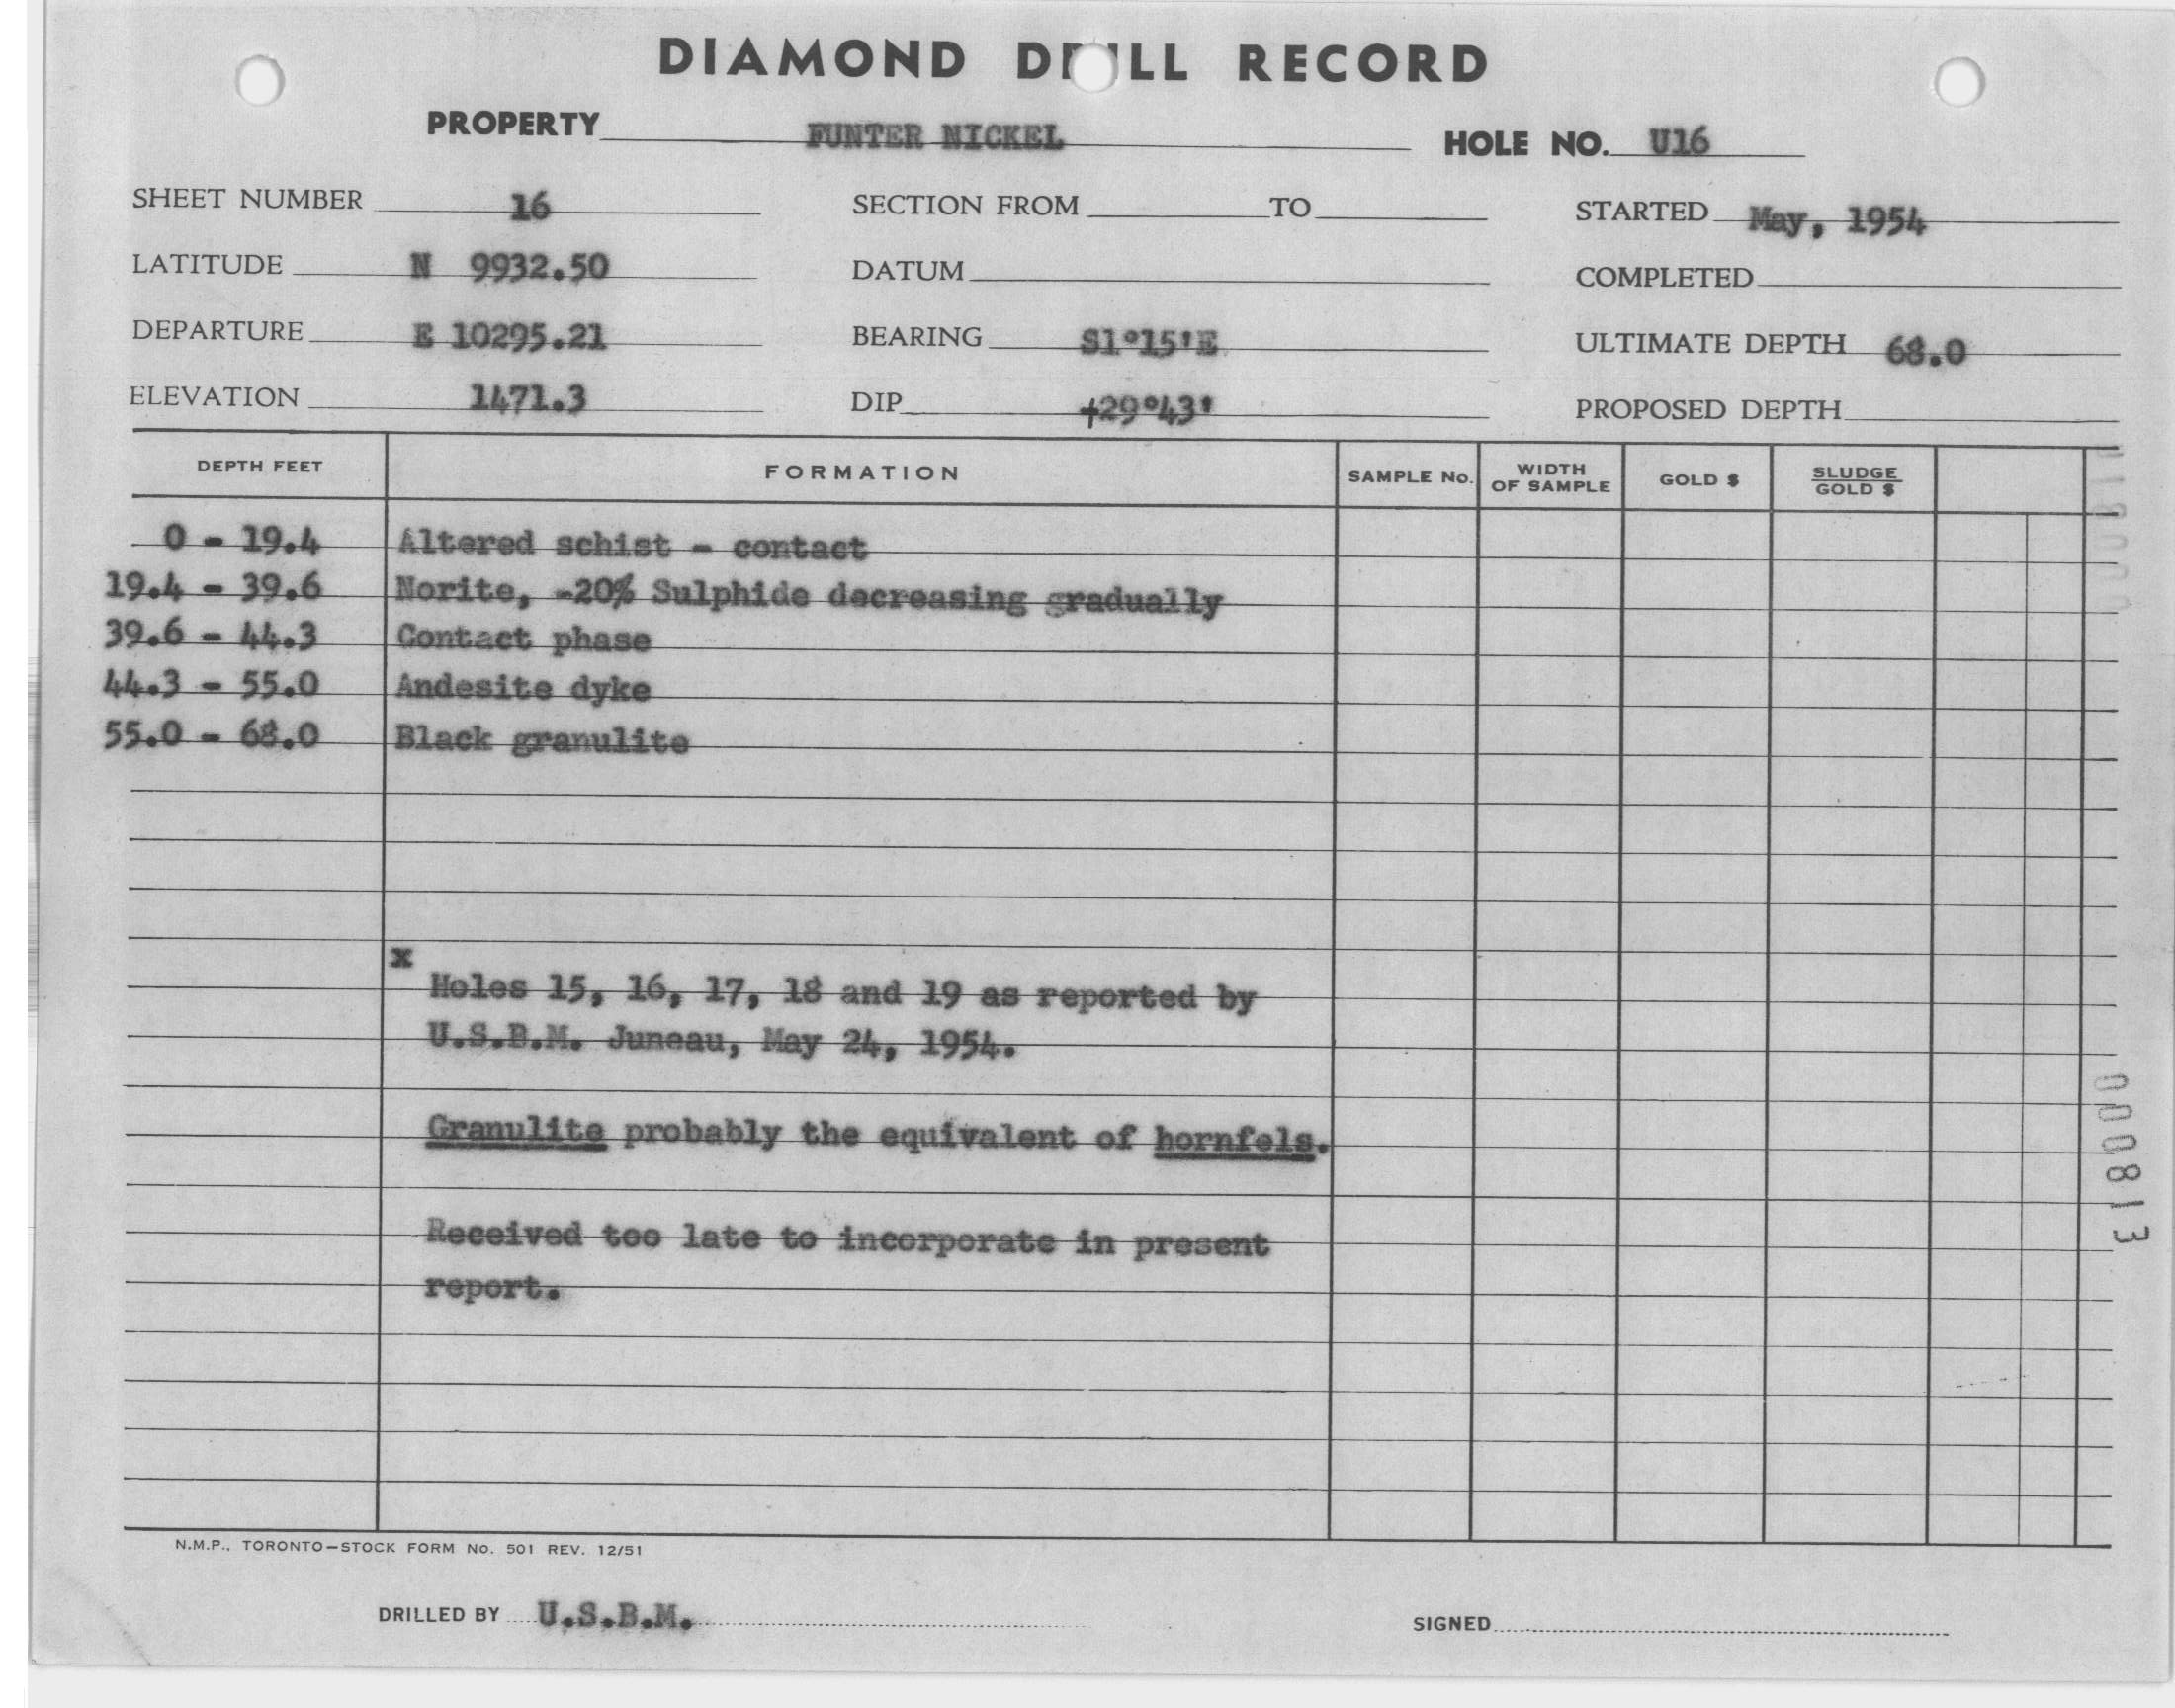 DIAMOND DRILL RECORD
PROPERTY FUNTER NICKEL HOLE NO. U16
SHEET NUMBER 16 SECTION FROM TO STARTED May, 1954
LATITUDE N 9932.50 DATUM COMPLETED
DEPARTURE E 10295.21 BEARING S1°15'E ULTIMATE DEPTH 68.0
ELEVATION 1471.3 DIP +29°43' PROPOSED DEPTH
DEPTH FEET FORMATION SAMPLE No. WIDTH OF SAMPLE GOLD $ SLUDGE GOLD $
0 - 19.4 Altered schist - contact
19.4 - 39.6 Norite, -20% Sulphide decreasing gradually
39.6 - 44.3 Contact phase
44.3 - 55.0 Andesite dyke
55.0 - 68.0 Black granulite
x
Holes 15, 16, 17, 18 and 19 as reported by
U.S.B.M. Juneau, May 24, 1954.
Granulite probably the equivalent of hornfels.
Received too late to incorporate in present
report.
000813
N.M.P., TORONTO—STOCK FORM No. 501 REV. 12/51
DRILLED BY U.S.B.M. SIGNED